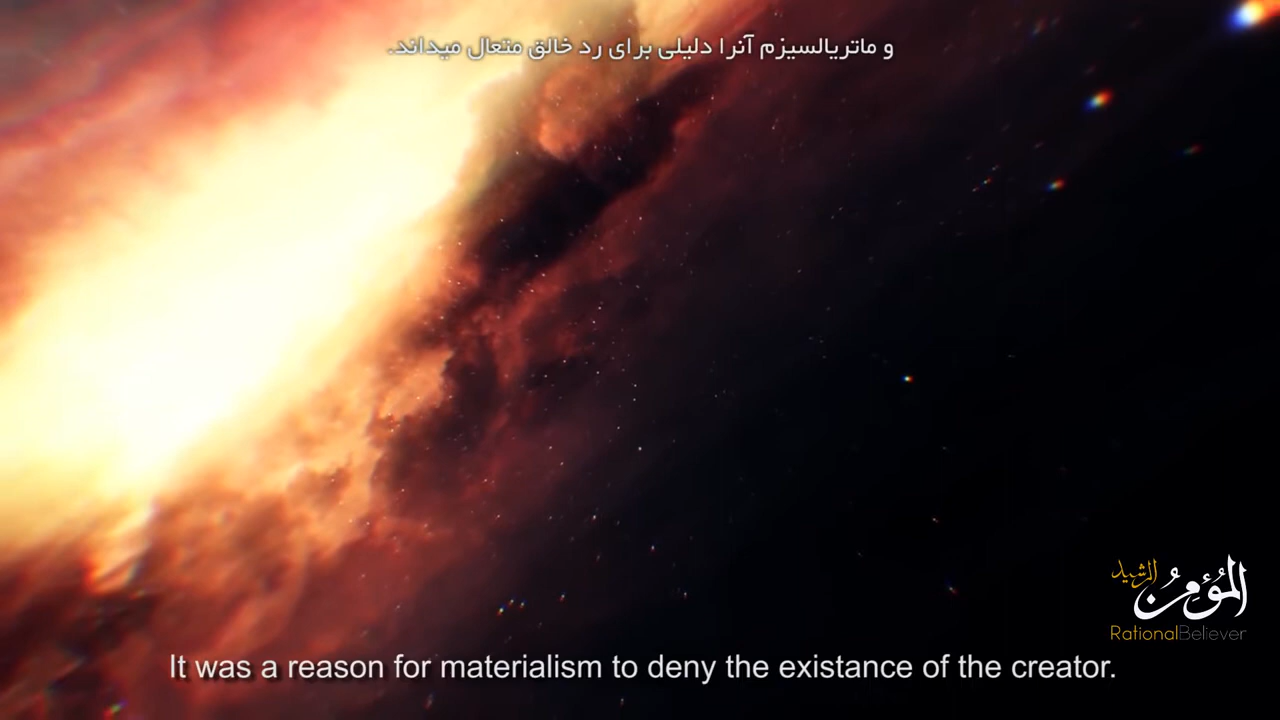 و ماتریالسیزم آنرا دلیلی برای رد خالق متعال میداند.
المؤمن الرشيد
RationalBeliever
It was a reason for materialism to deny the existance of the creator.